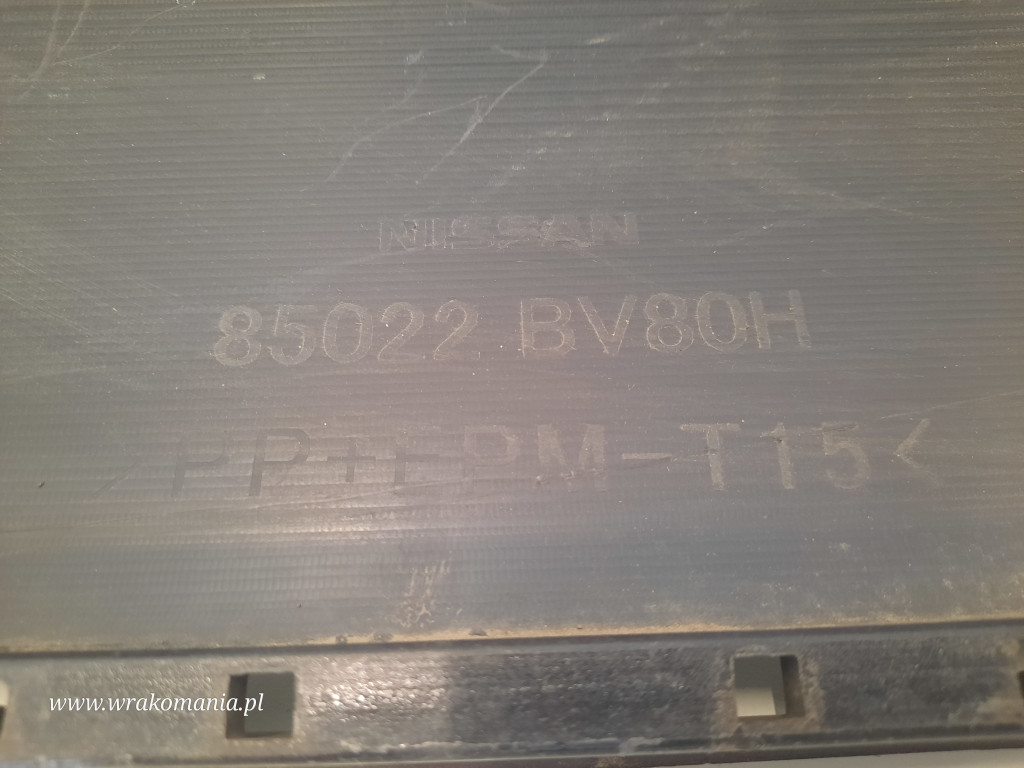 NISSAN
85022 BV80H
>PP+EPM-T15<
www.wrakomania.pl